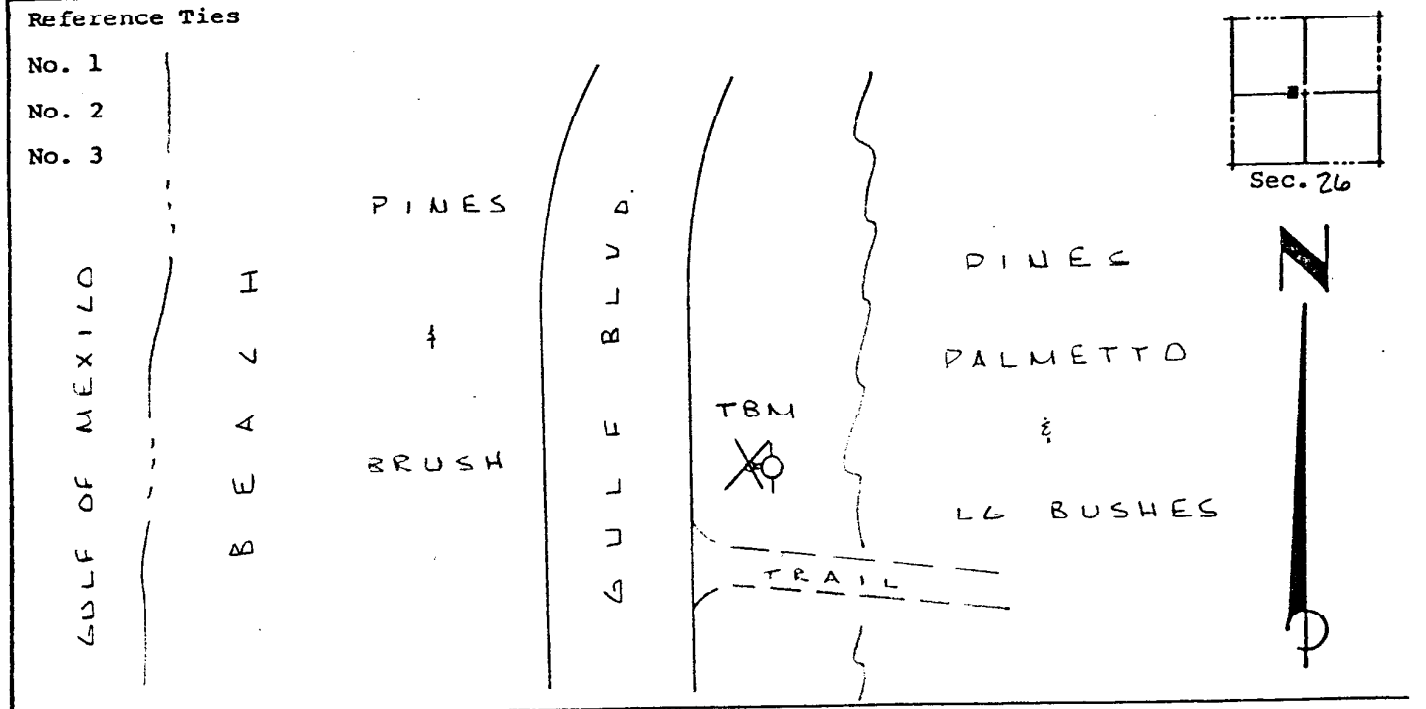 Reference Ties
No. 1
No. 2
No. 3
GULF OF MEXICO
BEACH
PINES
&
BRUSH
GULF BLVD
TBM
TRAIL
PINES
PALMETTO
&
LG BUSHES
Sec. 26
N